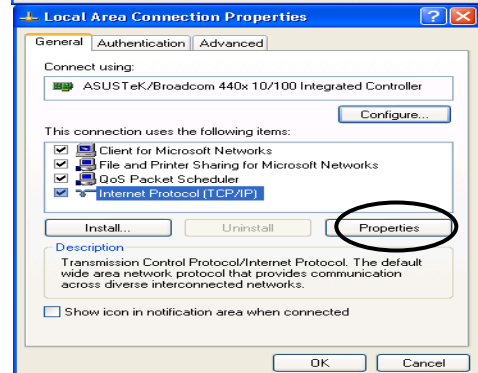 Local Area Connection Properties
General Authentication Advanced
Connect using:
ASUSTeK/Broadcom 440x 10/100 Integrated Controller
Configure...
This connection uses the following items:
Client for Microsoft Networks
File and Printer Sharing for Microsoft Networks
QoS Packet Scheduler
Internet Protocol (TCP/IP)
Install... Uninstall Properties
Description
Transmission Control Protocol/Internet Protocol. The default
wide area network protocol that provides communication
across diverse interconnected networks.
Show icon in notification area when connected
OK Cancel